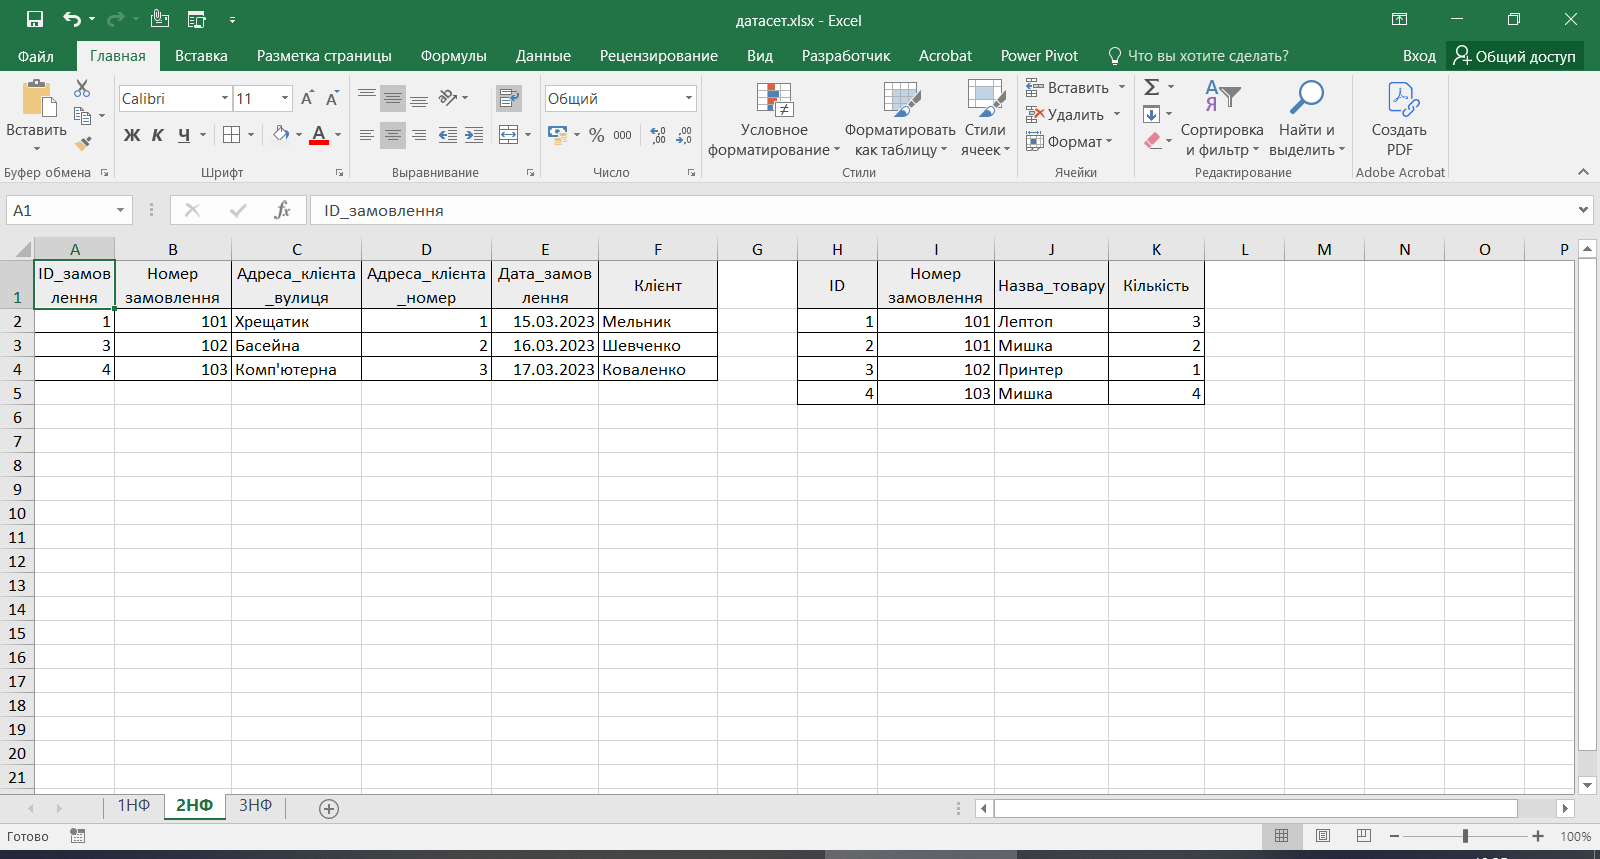 датасет.xlsx - Excel
Файл Главная Вставка Разметка страницы Формулы Данные Рецензирование Вид Разработчик Acrobat Power Pivot Что вы хотите сделать? Вход Общий доступ
Вставить
Calibri 11
Ж К Ч А
Общий
% 000
Условное форматирование
Форматировать как таблицу
Стили ячеек
Вставить
Удалить
Формат
Сортировка и фильтр
Найти и выделить
Создать PDF
Буфер обмена Шрифт Выравнивание Число Стили Ячейки Редактирование Adobe Acrobat
A1 fx ID_замовлення
A B C D E F G H I J K L M N O P
1 ID_замовлення Номер замовлення Адреса_клієнта_вулиця Адреса_клієнта_номер Дата_замовлення Клієнт ID Номер замовлення Назва_товару Кількість
2 1 101 Хрещатик 1 15.03.2023 Мельник 1 101 Лептоп 3
3 3 102 Басейна 2 16.03.2023 Шевченко 2 101 Мишка 2
4 4 103 Комп'ютерна 3 17.03.2023 Коваленко 3 102 Принтер 1
5 4 103 Мишка 4
6
7
8
9
10
11
12
13
14
15
16
17
18
19
20
21
1НФ 2НФ 3НФ
Готово 100%